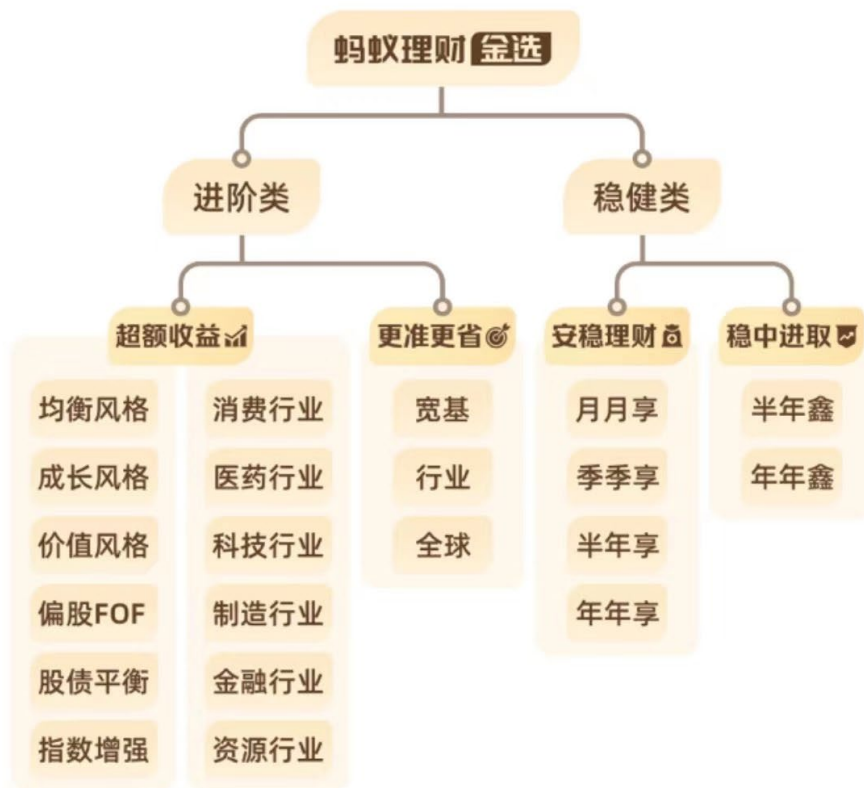 蚂蚁理财金选
进阶类
稳健类
超额收益
更准更省
安稳理财
稳中进取
均衡风格
消费行业
宽基
月月享
半年鑫
成长风格
医药行业
行业
季季享
年年鑫
价值风格
科技行业
全球
半年享
偏股FOF
制造行业
年年享
股债平衡
金融行业
指数增强
资源行业